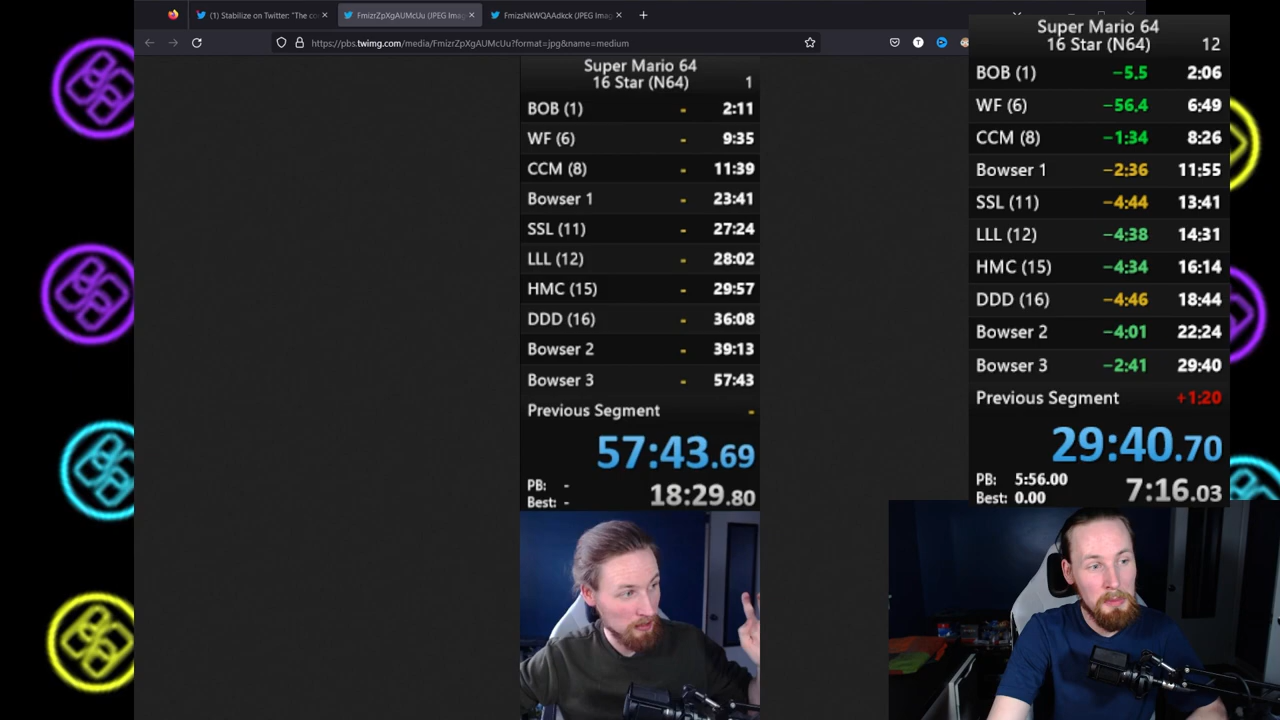 (1) Stabilize on Twitter: "The co
FmizrZpXgAUMcUu (JPEG Imag
FmizsNkWQAAdkck (JPEG Imag
https://pbs.twimg.com/media/FmizrZpXgAUMcUu?format=jpg&name=medium
Super Mario 64
16 Star (N64) 1
BOB (1) - 2:11
WF (6) - 9:35
CCM (8) - 11:39
Bowser 1 - 23:41
SSL (11) - 27:24
LLL (12) - 28:02
HMC (15) - 29:57
DDD (16) - 36:08
Bowser 2 - 39:13
Bowser 3 - 57:43
Previous Segment -
57:43.69
PB: -
Best: - 18:29.80
Super Mario 64
16 Star (N64) 12
BOB (1) −5.5 2:06
WF (6) −56.4 6:49
CCM (8) −1:34 8:26
Bowser 1 −2:36 11:55
SSL (11) −4:44 13:41
LLL (12) −4:38 14:31
HMC (15) −4:34 16:14
DDD (16) −4:46 18:44
Bowser 2 −4:01 22:24
Bowser 3 −2:41 29:40
Previous Segment +1:20
29:40.70
PB: 5:56.00
Best: 0.00 7:16.03